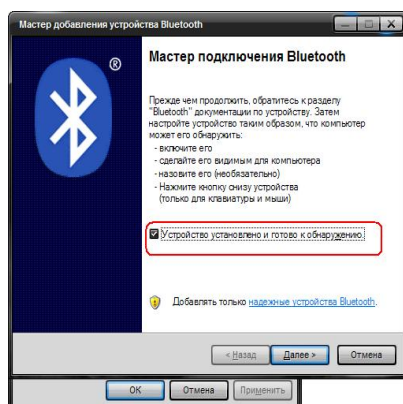 Мастер добавления устройства Bluetooth
®
Мастер подключения Bluetooth
Прежде чем продолжить, обратитесь к разделу
"Bluetooth" документации по устройству. Затем
настройте устройство таким образом, что компьютер
может его обнаружить:
- включите его
- сделайте его видимым для компьютера
- назовите его (необязательно)
- Нажмите кнопку снизу устройства
(только для клавиатуры и мыши)
Устройство установлено и готово к обнаружению.
Добавлять только надежные устройства Bluetooth.
< Назад Далее > Отмена
ОК Отмена Применить